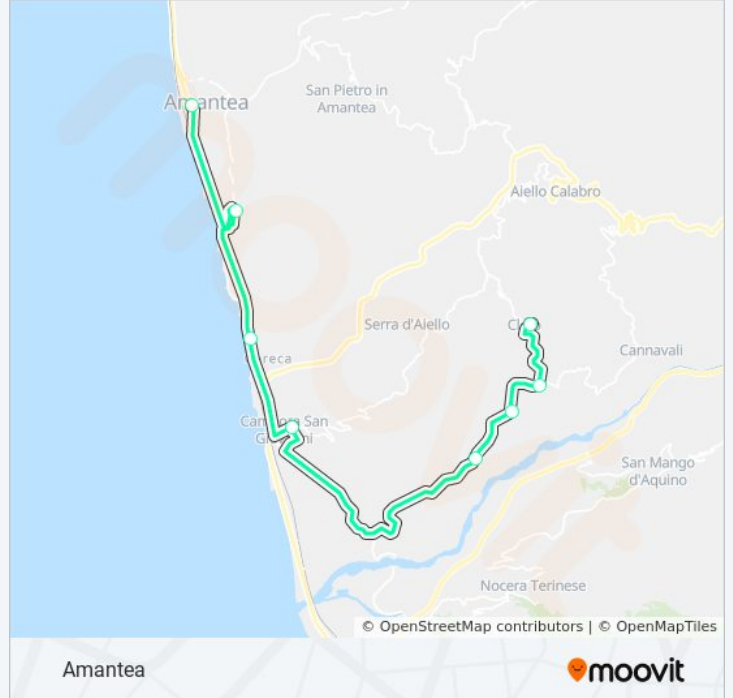 San Pietro in
Amantea
Amantea
Aiello Calabro
Serra d'Aiello
Cannavali
San Mango
d'Aquino
Nocera Terinese
© OpenStreetMap contributors | © OpenMapTiles
Amantea
moovit